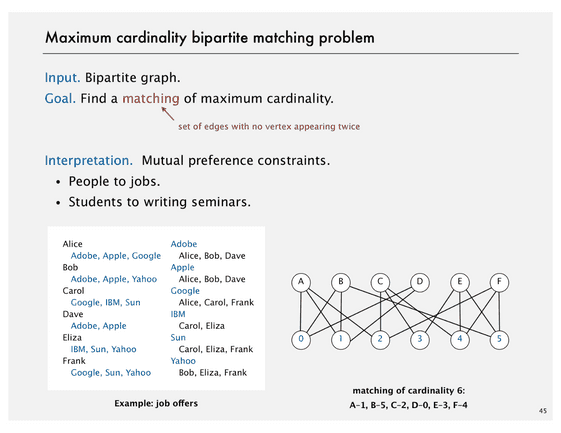 Maximum cardinality bipartite matching problem
Input. Bipartite graph.
Goal. Find a matching of maximum cardinality.
set of edges with no vertex appearing twice
Interpretation. Mutual preference constraints.
• People to jobs.
• Students to writing seminars.
Alice
Adobe, Apple, Google
Bob
Adobe, Apple, Yahoo
Carol
Google, IBM, Sun
Dave
Adobe, Apple
Eliza
IBM, Sun, Yahoo
Frank
Google, Sun, Yahoo
Adobe
Alice, Bob, Dave
Apple
Alice, Bob, Dave
Google
Alice, Carol, Frank
IBM
Carol, Eliza
Sun
Carol, Eliza, Frank
Yahoo
Bob, Eliza, Frank
Example: job offers
A B C D E F
0 1 2 3 4 5
matching of cardinality 6:
A–1, B–5, C–2, D–0, E–3, F–4
45